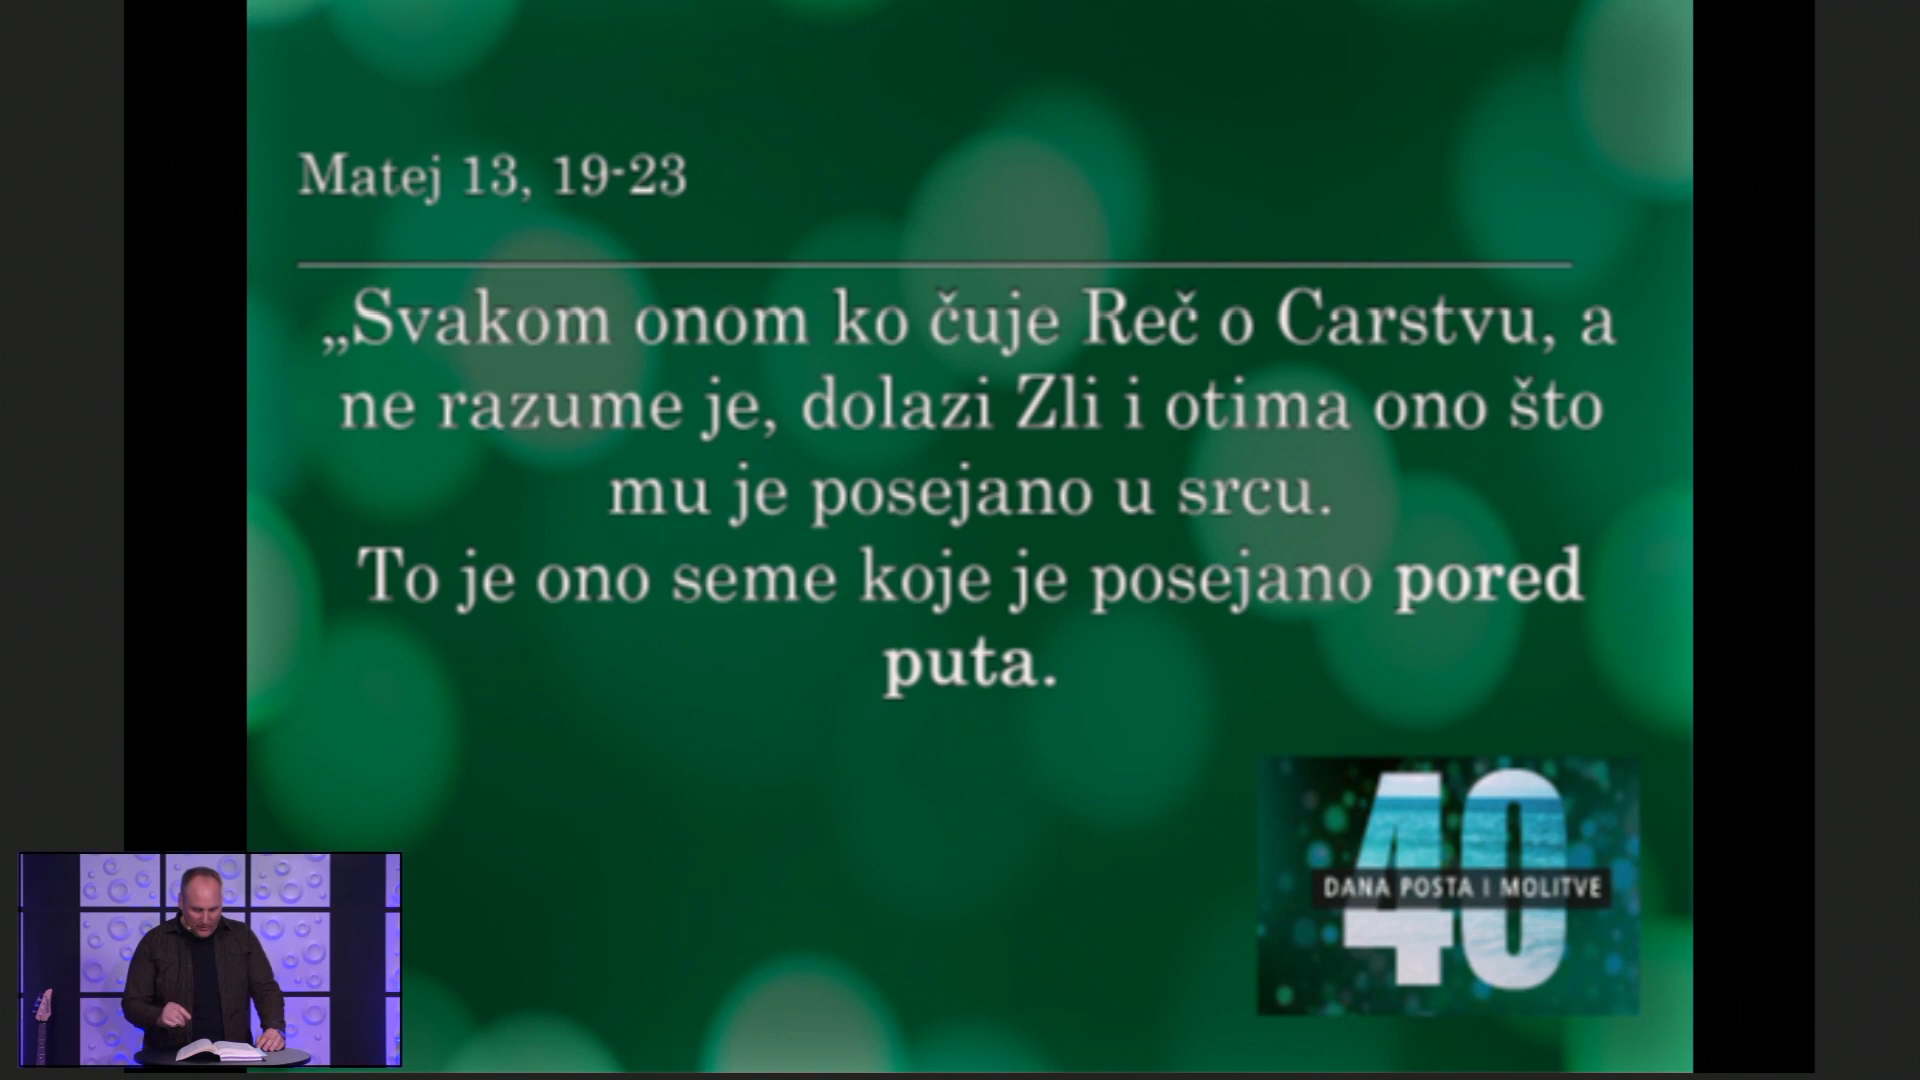 Matej 13, 19-23
„Svakom onom ko čuje Reč o Carstvu, a
ne razume je, dolazi Zli i otima ono što
mu je posejano u srcu.
To je ono seme koje je posejano pored
puta.
40
DANA POSTA I MOLITVE